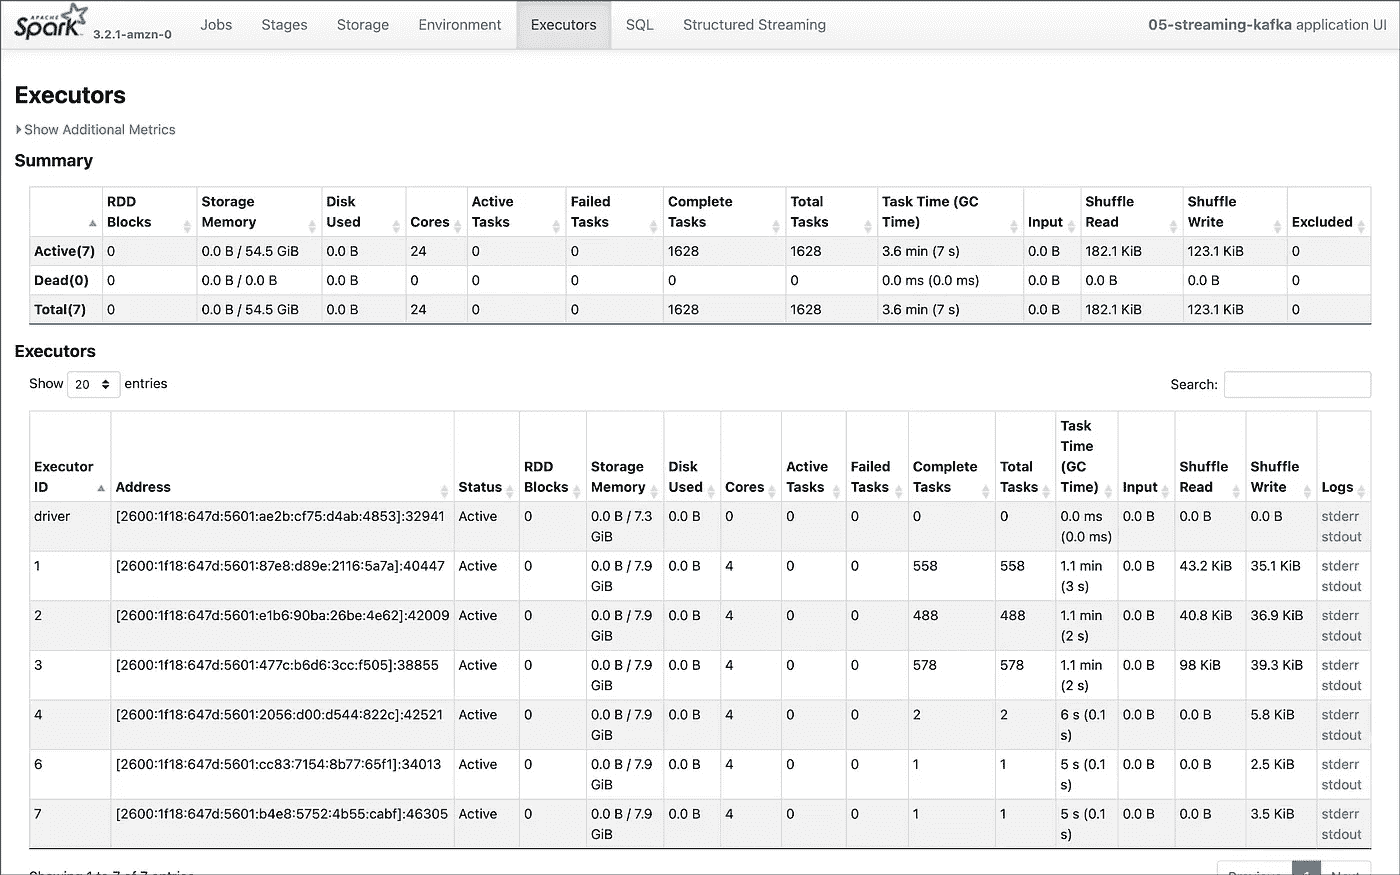 APACHE Spark 3.2.1-amzn-0 Jobs Stages Storage Environment Executors SQL Structured Streaming 05-streaming-kafka application UI
Executors
Show Additional Metrics
Summary
RDD Blocks Storage Memory Disk Used Cores Active Tasks Failed Tasks Complete Tasks Total Tasks Task Time (GC Time) Input Shuffle Read Shuffle Write Excluded
Active(7) 0 0.0 B / 54.5 GiB 0.0 B 24 0 0 1628 1628 3.6 min (7 s) 0.0 B 182.1 KiB 123.1 KiB 0
Dead(0) 0 0.0 B / 0.0 B 0.0 B 0 0 0 0 0 0.0 ms (0.0 ms) 0.0 B 0.0 B 0.0 B 0
Total(7) 0 0.0 B / 54.5 GiB 0.0 B 24 0 0 1628 1628 3.6 min (7 s) 0.0 B 182.1 KiB 123.1 KiB 0
Executors
Show 20 entries Search:
Executor ID Address Status RDD Blocks Storage Memory Disk Used Cores Active Tasks Failed Tasks Complete Tasks Total Tasks Task Time (GC Time) Input Shuffle Read Shuffle Write Logs
driver [2600:1f18:647d:5601:ae2b:cf75:d4ab:4853]:32941 Active 0 0.0 B / 7.3 GiB 0.0 B 0 0 0 0 0 0.0 ms (0.0 ms) 0.0 B 0.0 B 0.0 B stderr stdout
1 [2600:1f18:647d:5601:87e8:d89e:2116:5a7a]:40447 Active 0 0.0 B / 7.9 GiB 0.0 B 4 0 0 558 558 1.1 min (3 s) 0.0 B 43.2 KiB 35.1 KiB stderr stdout
2 [2600:1f18:647d:5601:e1b6:90ba:26be:4e62]:42009 Active 0 0.0 B / 7.9 GiB 0.0 B 4 0 0 488 488 1.1 min (2 s) 0.0 B 40.8 KiB 36.9 KiB stderr stdout
3 [2600:1f18:647d:5601:477c:b6d6:3cc:f505]:38855 Active 0 0.0 B / 7.9 GiB 0.0 B 4 0 0 578 578 1.1 min (2 s) 0.0 B 98 KiB 39.3 KiB stderr stdout
4 [2600:1f18:647d:5601:2056:d00:d544:822c]:42521 Active 0 0.0 B / 7.9 GiB 0.0 B 4 0 0 2 2 6 s (0.1 s) 0.0 B 0.0 B 5.8 KiB stderr stdout
6 [2600:1f18:647d:5601:cc83:7154:8b77:65f1]:34013 Active 0 0.0 B / 7.9 GiB 0.0 B 4 0 0 1 1 5 s (0.1 s) 0.0 B 0.0 B 2.5 KiB stderr stdout
7 [2600:1f18:647d:5601:b4e8:5752:4b55:cabf]:46305 Active 0 0.0 B / 7.9 GiB 0.0 B 4 0 0 1 1 5 s (0.1 s) 0.0 B 0.0 B 3.5 KiB stderr stdout
Showing 1 to 7 of 7 entries Previous 1 Next